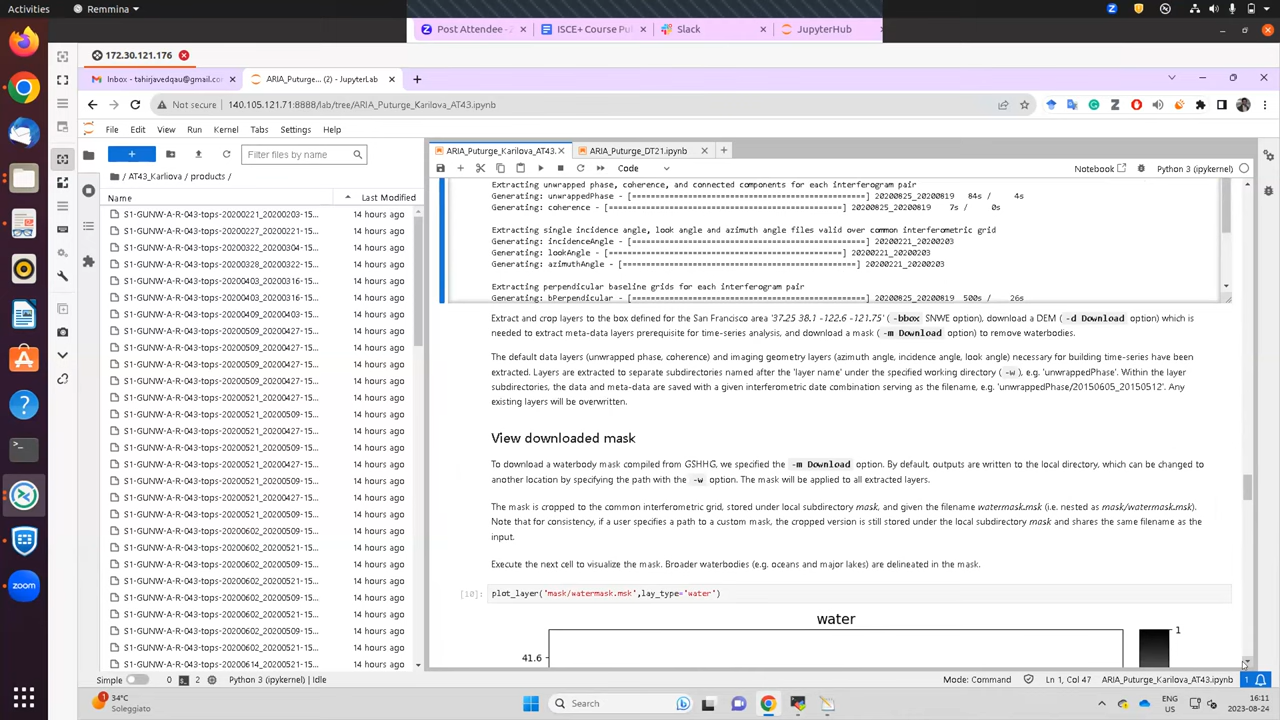 Activities
Remmina
Post Attendee - 2
ISCE+ Course Pul
Slack
JupyterHub
172.30.121.176
Inbox - tahirjavedqau@gmail.co
ARIA_Puturge... (2) - JupyterLab
Not secure
140.105.121.71:8888/lab/tree/ARIA_Puturge_Karilova_AT43.ipynb
File Edit View Run Kernel Tabs Settings Help
Filter files by name
/ AT43_Karliova / products /
Name
Last Modified
S1-GUNW-A-R-043-tops-20200221_20200203-15... 14 hours ago
S1-GUNW-A-R-043-tops-20200227_20200221-15... 14 hours ago
S1-GUNW-A-R-043-tops-20200322_20200304-15... 14 hours ago
S1-GUNW-A-R-043-tops-20200328_20200322-15... 14 hours ago
S1-GUNW-A-R-043-tops-20200403_20200316-15... 14 hours ago
S1-GUNW-A-R-043-tops-20200403_20200316-15... 14 hours ago
S1-GUNW-A-R-043-tops-20200509_20200403-15... 14 hours ago
S1-GUNW-A-R-043-tops-20200509_20200427-15... 14 hours ago
S1-GUNW-A-R-043-tops-20200509_20200427-15... 14 hours ago
S1-GUNW-A-R-043-tops-20200509_20200427-15... 14 hours ago
S1-GUNW-A-R-043-tops-20200509_20200427-15... 14 hours ago
S1-GUNW-A-R-043-tops-20200521_20200427-15... 14 hours ago
S1-GUNW-A-R-043-tops-20200521_20200509-15... 14 hours ago
S1-GUNW-A-R-043-tops-20200521_20200509-15... 14 hours ago
S1-GUNW-A-R-043-tops-20200521_20200509-15... 14 hours ago
S1-GUNW-A-R-043-tops-20200521_20200427-15... 14 hours ago
S1-GUNW-A-R-043-tops-20200521_20200509-15... 14 hours ago
S1-GUNW-A-R-043-tops-20200521_20200427-15... 14 hours ago
S1-GUNW-A-R-043-tops-20200602_20200509-15... 14 hours ago
S1-GUNW-A-R-043-tops-20200602_20200521-15... 14 hours ago
S1-GUNW-A-R-043-tops-20200602_20200521-15... 14 hours ago
S1-GUNW-A-R-043-tops-20200602_20200521-15... 14 hours ago
S1-GUNW-A-R-043-tops-20200602_20200509-15... 14 hours ago
S1-GUNW-A-R-043-tops-20200602_20200509-15... 14 hours ago
S1-GUNW-A-R-043-tops-20200602_20200509-15... 14 hours ago
S1-GUNW-A-R-043-tops-20200602_20200521-15... 14 hours ago
S1-GUNW-A-R-043-tops-20200614_20200521-15... 14 hours ago
ARIA_Puturge_Karilova_AT43.
ARIA_Puturge_DT21.ipynb
Code
Notebook
Python 3 (ipykernel)
Extracting unwrapped phase, coherence, and connected components for each interferogram pair
Generating: unwrappedPhase - [==================================================] 20200825_20200819 84s / 4s
Generating: coherence - [==================================================] 20200825_20200819 7s / 0s
Extracting single incidence angle, look angle and azimuth angle files valid over common interferometric grid
Generating: incidenceAngle - [==================================================] 20200221_20200203
Generating: lookAngle - [==================================================] 20200221_20200203
Generating: azimuthAngle - [==================================================] 20200221_20200203
Extracting perpendicular baseline grids for each interferogram pair
Generating: bPerpendicular - [==================================================] 20200825_20200819 500s / 26s
Extract and crop layers to the box defined for the San Francisco area '37.25 38.1 -122.6 -121.75' ( -bbox SNWE option), download a DEM ( -d Download option) which is
needed to extract meta-data layers prerequisite for time-series analysis, and download a mask ( -m Download option) to remove waterbodies.
The default data layers (unwrapped phase, coherence) and imaging geometry layers (azimuth angle, incidence angle, look angle) necessary for building time-series have been
extracted. Layers are extracted to separate subdirectories named after the 'layer name' under the specified working directory ( -w ), e.g. 'unwrappedPhase'. Within the layer
subdirectories, the data and meta-data are saved with a given interferometric date combination serving as the filename, e.g. 'unwrappedPhase/20150605_20150512'. Any
existing layers will be overwritten.
View downloaded mask
To download a waterbody mask compiled from GSHHG, we specified the -m Download option. By default, outputs are written to the local directory, which can be changed to
another location by specifying the path with the -w option. The mask will be applied to all extracted layers.
The mask is cropped to the common interferometric grid, stored under local subdirectory mask, and given the filename watermask.msk (i.e. nested as mask/watermask.msk).
Note that for consistency, if a user specifies a path to a custom mask, the cropped version is still stored under the local subdirectory mask and shares the same filename as the
input.
Execute the next cell to visualize the mask. Broader waterbodies (e.g. oceans and major lakes) are delineated in the mask.
[10]: plot_layer('mask/watermask.msk',lay_type='water')
water
1
41.6
Simple 0 2 Python 3 (ipykernel) | Idle
Mode: Command Ln 1, Col 47 ARIA_Puturge_Karilova_AT43.ipynb 1
1
34°C
Soleggiato
Search
ENG
US
16:11
2023-08-24
zoom